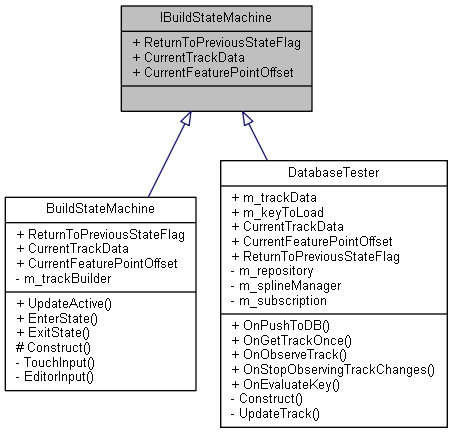 IBuildStateMachine
+ ReturnToPreviousStateFlag
+ CurrentTrackData
+ CurrentFeaturePointOffset
BuildStateMachine
+ ReturnToPreviousStateFlag
+ CurrentTrackData
+ CurrentFeaturePointOffset
- m_trackBuilder
+ UpdateActive()
+ EnterState()
+ ExitState()
# Construct()
- TouchInput()
- EditorInput()
DatabaseTester
+ m_trackData
+ m_keyToLoad
+ CurrentTrackData
+ CurrentFeaturePointOffset
+ ReturnToPreviousStateFlag
- m_repository
- m_splineManager
- m_subscription
+ OnPushToDB()
+ OnGetTrackOnce()
+ OnObserveTrack()
+ OnStopObservingTrackChanges()
+ OnEvaluateKey()
- Construct()
- UpdateTrack()